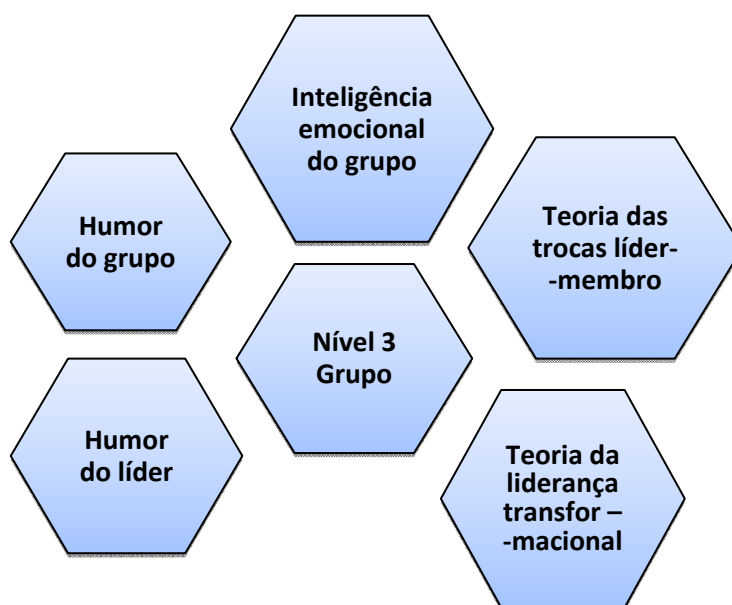 Inteligência
emocional
do grupo
Humor
do grupo
Teoria das
trocas líder-
-membro
Nível 3
Grupo
Humor
do líder
Teoria da
liderança
transfor –
-macional